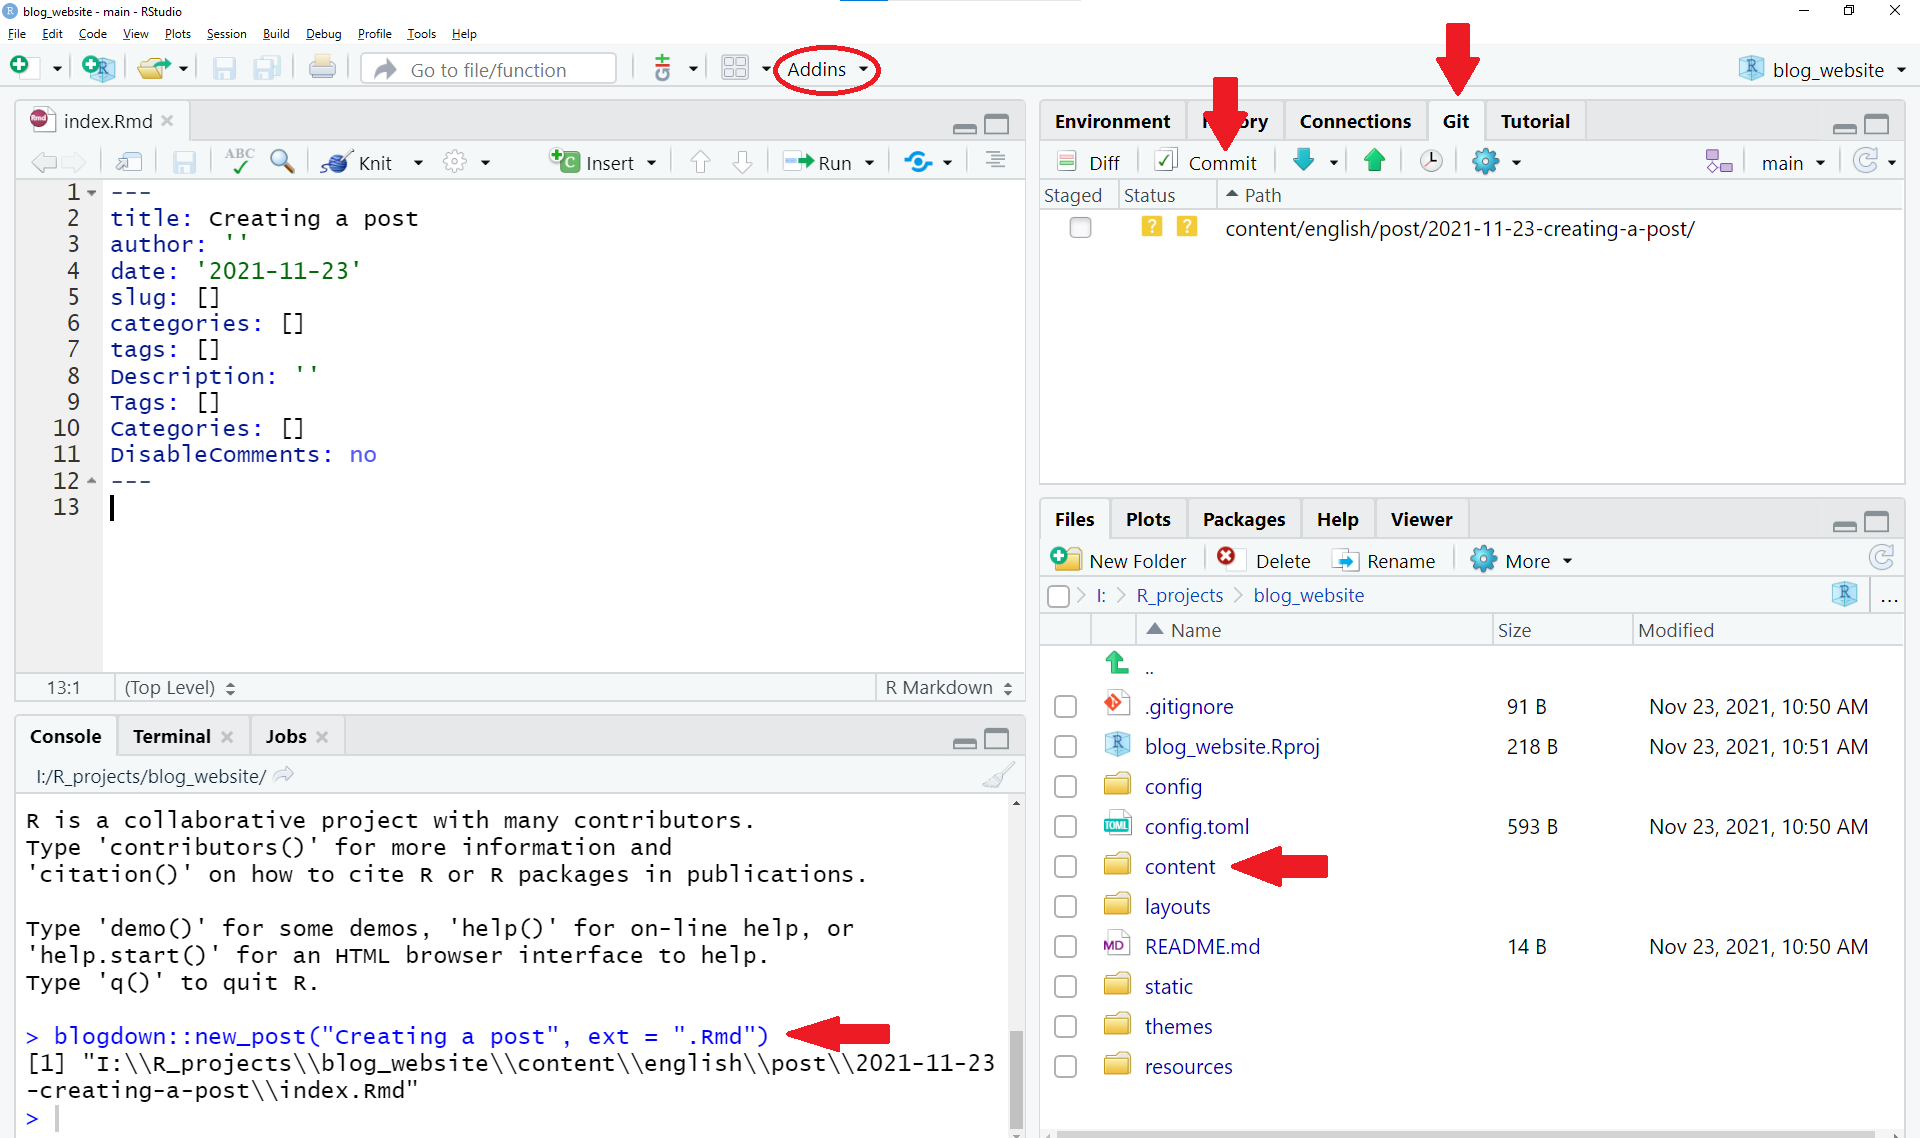 blog_website - main - RStudio
File Edit Code View Plots Session Build Debug Profile Tools Help
Go to file/function
Addins
blog_website
index.Rmd
ABC
Knit
Insert
Run
1 ---
2 title: Creating a post
3 author: ''
4 date: '2021-11-23'
5 slug: []
6 categories: []
7 tags: []
8 Description: ''
9 Tags: []
10 Categories: []
11 DisableComments: no
12 ---
13
13:1 (Top Level) R Markdown
Console Terminal Jobs
I:/R_projects/blog_website/
R is a collaborative project with many contributors.
Type 'contributors()' for more information and
'citation()' on how to cite R or R packages in publications.
Type 'demo()' for some demos, 'help()' for on-line help, or
'help.start()' for an HTML browser interface to help.
Type 'q()' to quit R.
> blogdown::new_post("Creating a post", ext = ".Rmd")
[1] "I:\\R_projects\\blog_website\\content\\english\\post\\2021-11-23
-creating-a-post\\index.Rmd"
>
Environment Connections Git Tutorial
Diff Commit main
Staged Status Path
? ? content/english/post/2021-11-23-creating-a-post/
Files Plots Packages Help Viewer
New Folder Delete Rename More
I: R_projects blog_website ...
Name Size Modified
..
.gitignore 91 B Nov 23, 2021, 10:50 AM
blog_website.Rproj 218 B Nov 23, 2021, 10:51 AM
config
config.toml 593 B Nov 23, 2021, 10:50 AM
content
layouts
README.md 14 B Nov 23, 2021, 10:50 AM
static
themes
resources